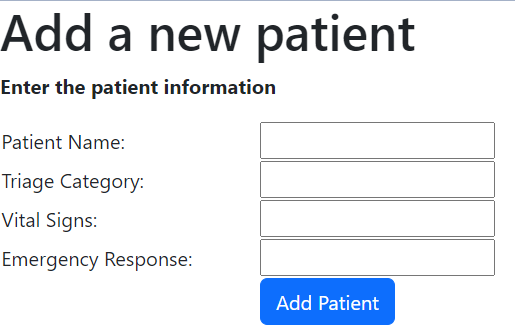 Add a new patient
Enter the patient information
Patient Name:
Triage Category:
Vital Signs:
Emergency Response:
Add Patient